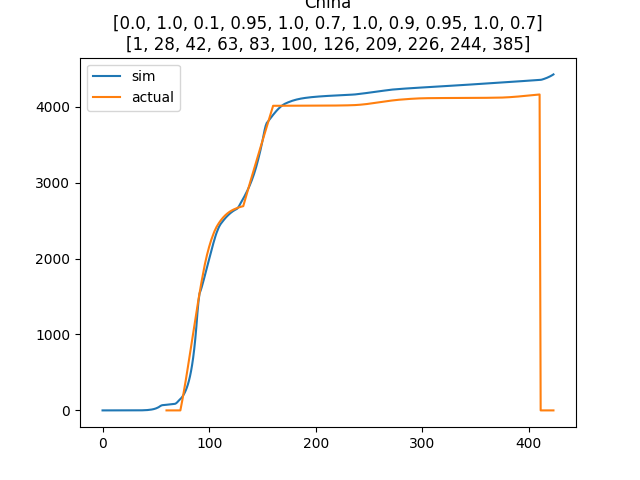 China
[0.0, 1.0, 0.1, 0.95, 1.0, 0.7, 1.0, 0.9, 0.95, 1.0, 0.7]
[1, 28, 42, 63, 83, 100, 126, 209, 226, 244, 385]
sim
actual
4000
3000
2000
1000
0
0 100 200 300 400